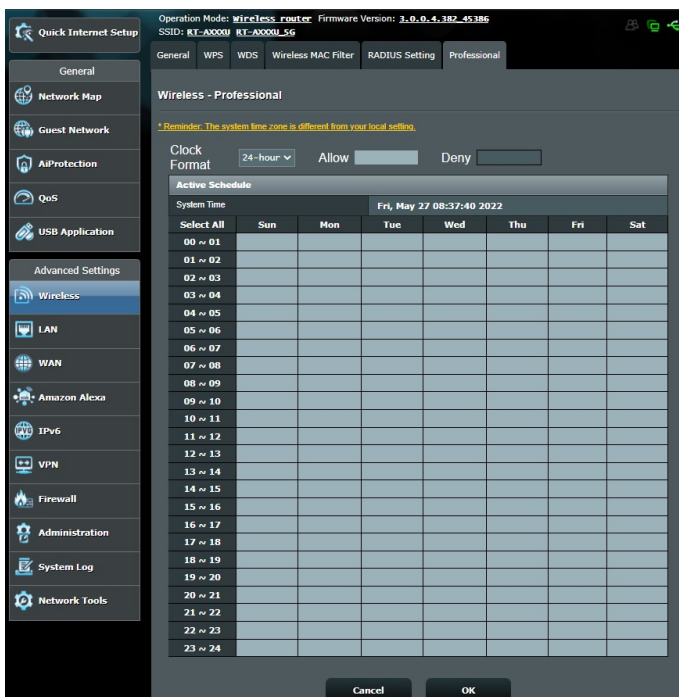 Quick Internet Setup
General
Network Map
Guest Network
AiProtection
QoS
USB Application
Advanced Settings
Wireless
LAN
WAN
Amazon Alexa
IPv6
VPN
Firewall
Administration
System Log
Network Tools
Operation Mode: Wireless router Firmware Version: 3.0.0.4.382_45386
SSID: RT-AXXXU RT-AXXXU_5G
General WPS WDS Wireless MAC Filter RADIUS Setting Professional
Wireless - Professional
* Reminder: The system time zone is different from your local setting.
Clock Format 24-hour Allow Deny
Active Schedule
System Time Fri, May 27 08:37:40 2022
Select All Sun Mon Tue Wed Thu Fri Sat
00 ~ 01
01 ~ 02
02 ~ 03
03 ~ 04
04 ~ 05
05 ~ 06
06 ~ 07
07 ~ 08
08 ~ 09
09 ~ 10
10 ~ 11
11 ~ 12
12 ~ 13
13 ~ 14
14 ~ 15
15 ~ 16
16 ~ 17
17 ~ 18
18 ~ 19
19 ~ 20
20 ~ 21
21 ~ 22
22 ~ 23
23 ~ 24
Cancel OK